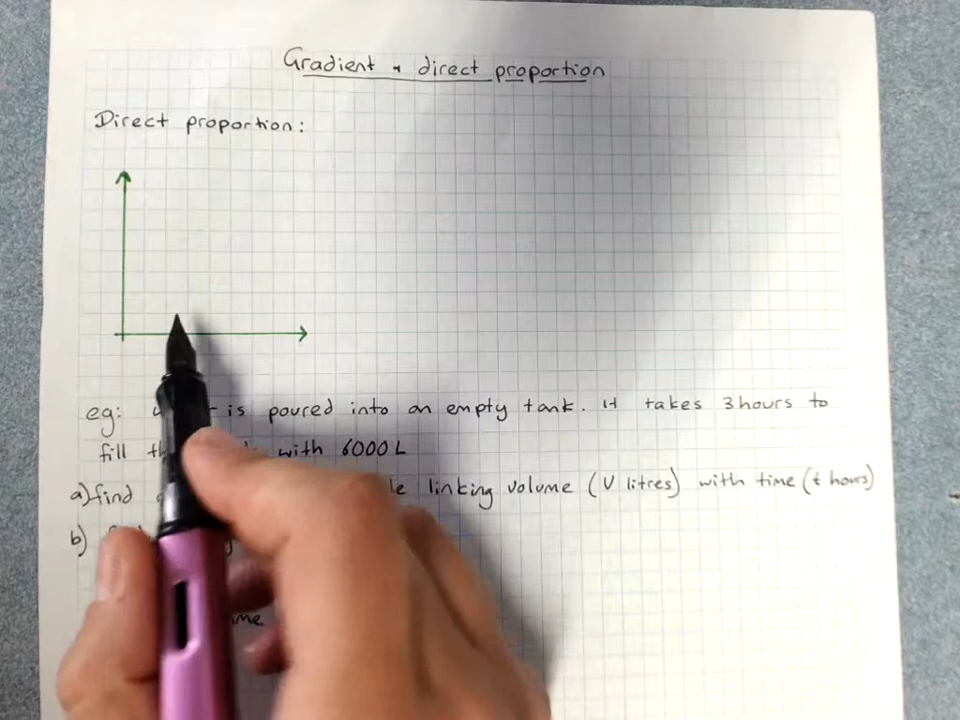 Gradient + direct proportion
Direct proportion:
eg: is poured into an empty tank. It takes 3 hours to
fill with 6000 L
a) find linking volume (V litres) with time (t hours)
b)